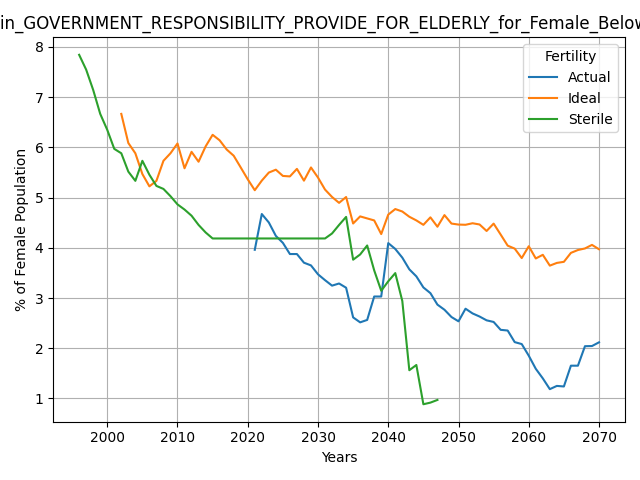 in_GOVERNMENT_RESPONSIBILITY_PROVIDE_FOR_ELDERLY_for_Female_Below
Fertility
Actual
Ideal
Sterile
% of Female Population
8
7
6
5
4
3
2
1
2000 2010 2020 2030 2040 2050 2060 2070
Years